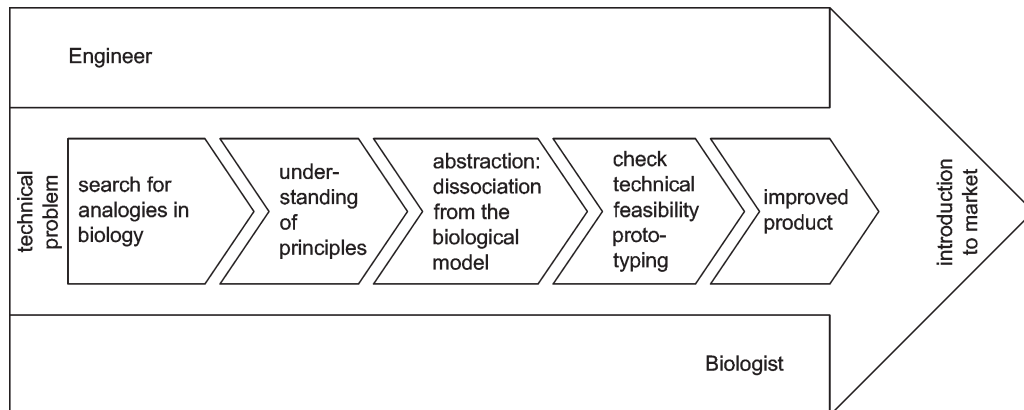 Engineer
technical
problem
search for
analogies in
biology
under-
standing
of
principles
abstraction:
dissociation
from the
biological
model
check
technical
feasibility
proto-
typing
improved
product
introduction
to market
Biologist